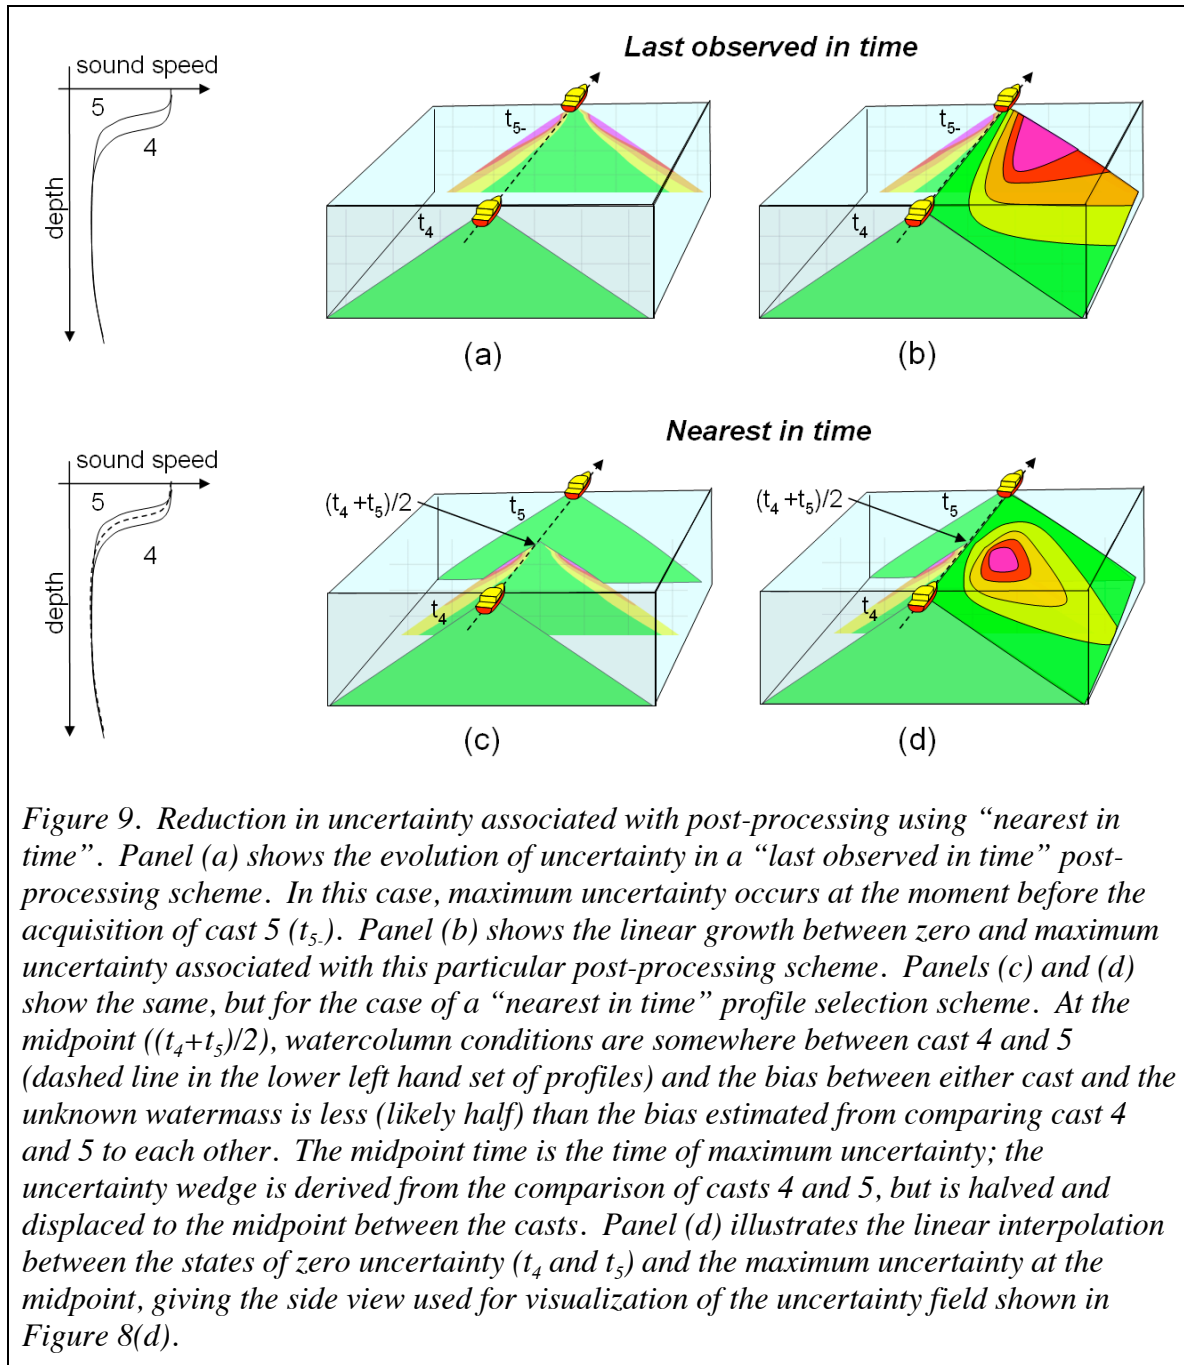 Last observed in time
sound speed
5
4
depth
t5-
t4
(a)
t5-
t4
(b)
Nearest in time
sound speed
5
4
depth
(t4 +t5)/2
t5
t4
(c)
(t4 +t5)/2
t5
t4
(d)
Figure 9. Reduction in uncertainty associated with post-processing using “nearest in
time”. Panel (a) shows the evolution of uncertainty in a “last observed in time” post-
processing scheme. In this case, maximum uncertainty occurs at the moment before the
acquisition of cast 5 (t5-). Panel (b) shows the linear growth between zero and maximum
uncertainty associated with this particular post-processing scheme. Panels (c) and (d)
show the same, but for the case of a “nearest in time” profile selection scheme. At the
midpoint ((t4+t5)/2), watercolumn conditions are somewhere between cast 4 and 5
(dashed line in the lower left hand set of profiles) and the bias between either cast and the
unknown watermass is less (likely half) than the bias estimated from comparing cast 4
and 5 to each other. The midpoint time is the time of maximum uncertainty; the
uncertainty wedge is derived from the comparison of casts 4 and 5, but is halved and
displaced to the midpoint between the casts. Panel (d) illustrates the linear interpolation
between the states of zero uncertainty (t4 and t5) and the maximum uncertainty at the
midpoint, giving the side view used for visualization of the uncertainty field shown in
Figure 8(d).